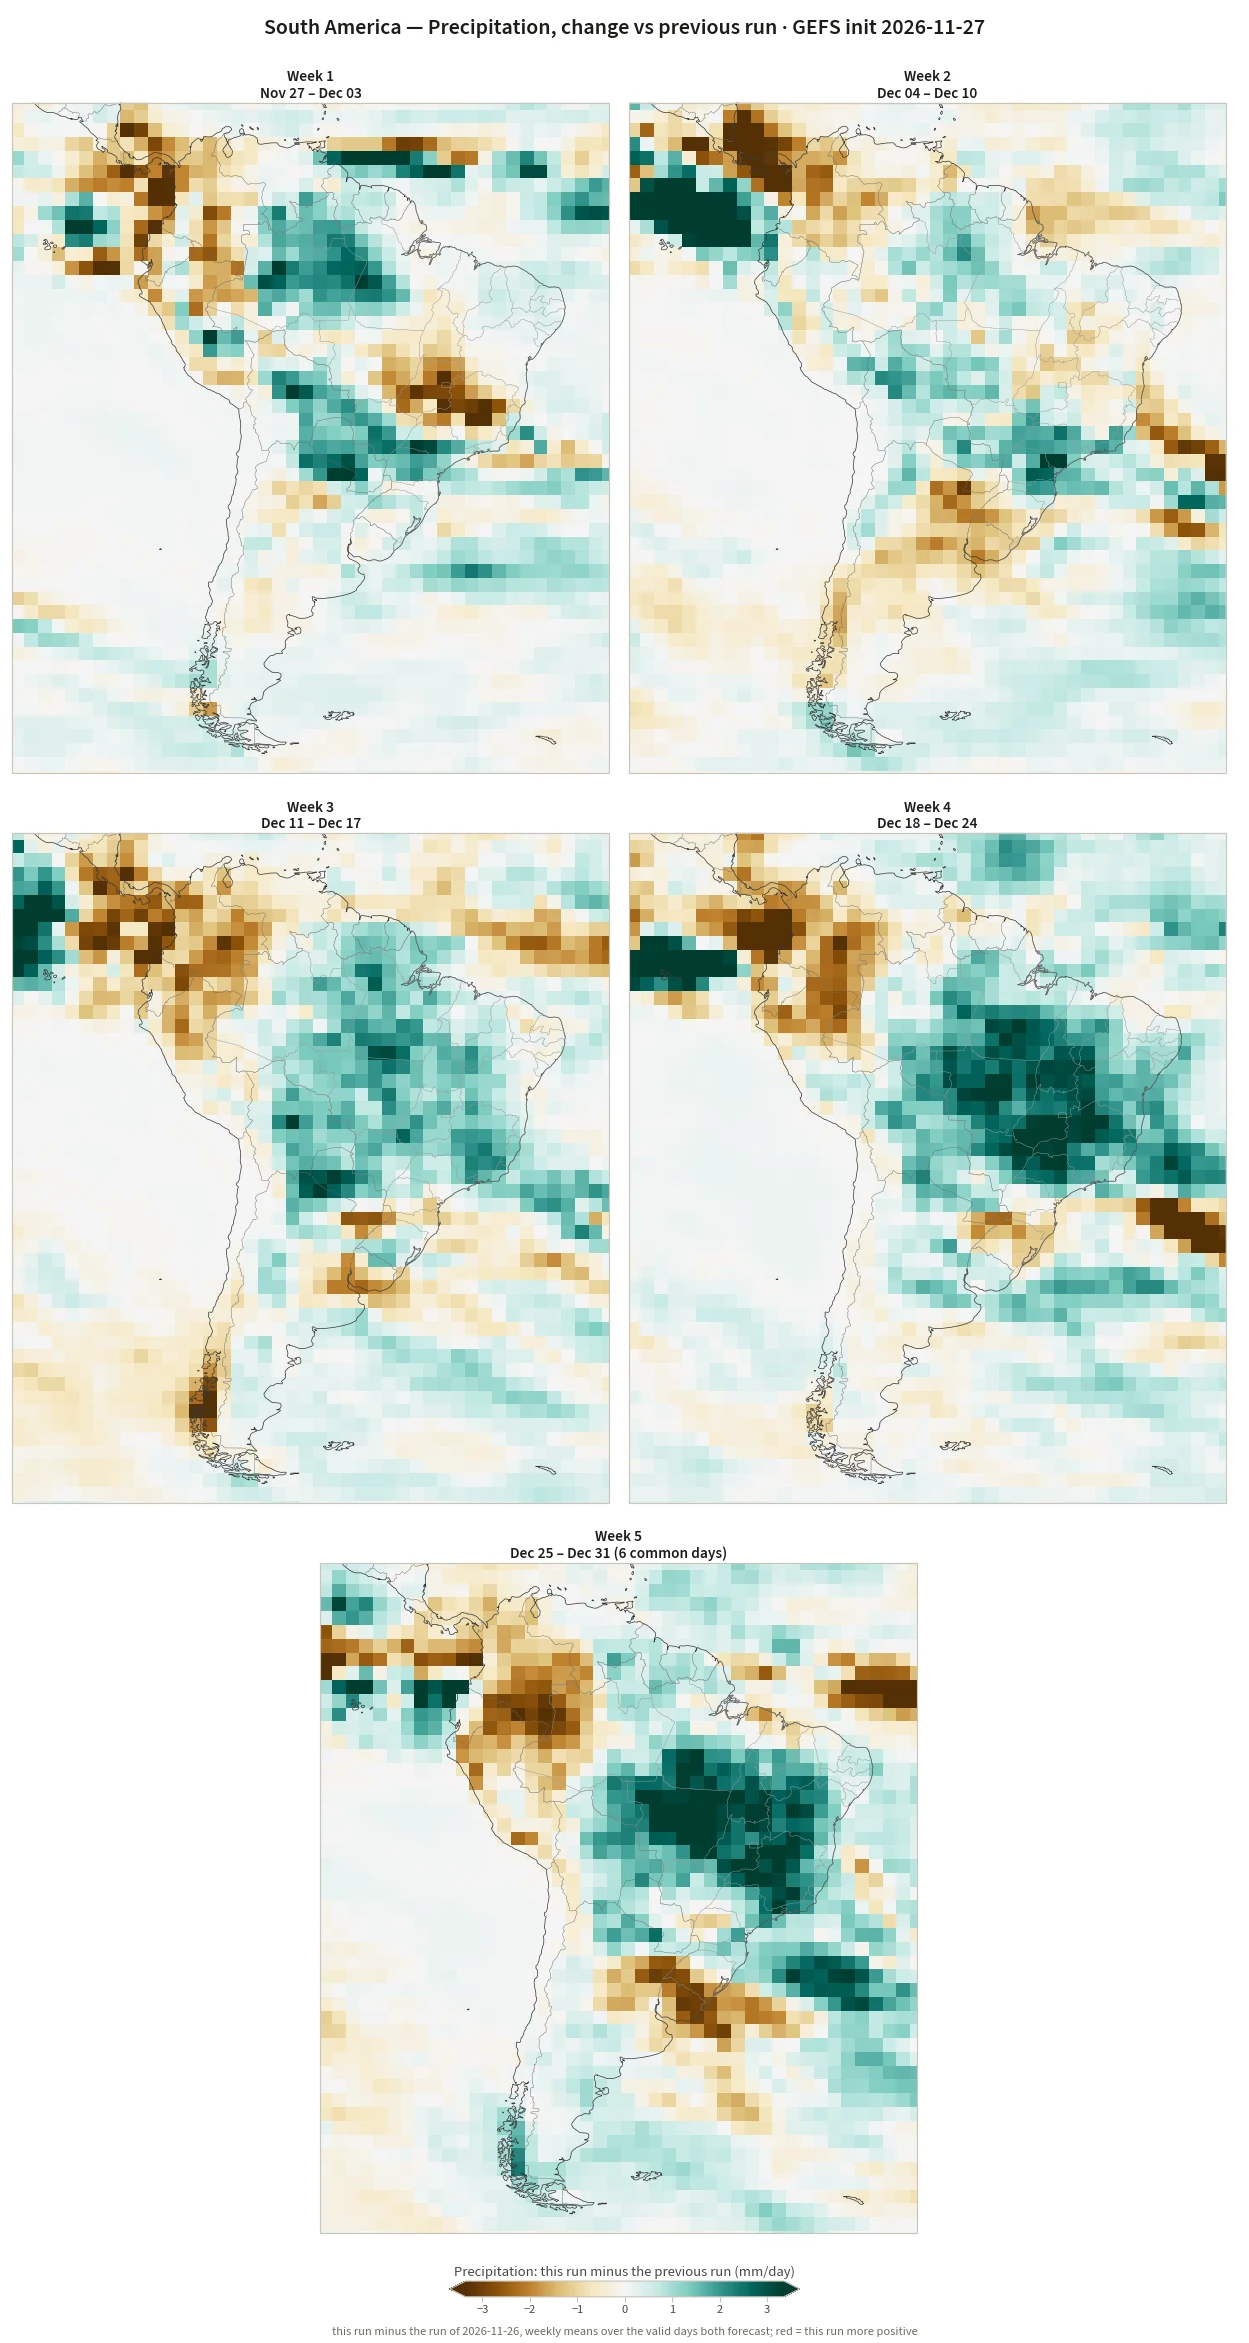 South America — Precipitation, change vs previous run · GEFS init 2026-11-27
Week 1
Nov 27 – Dec 03
Week 2
Dec 04 – Dec 10
Week 3
Dec 11 – Dec 17
Week 4
Dec 18 – Dec 24
Week 5
Dec 25 – Dec 31 (6 common days)
Precipitation: this run minus the previous run (mm/day)
−3 −2 −1 0 1 2 3
this run minus the run of 2026-11-26, weekly means over the valid days both forecast; red = this run more positive